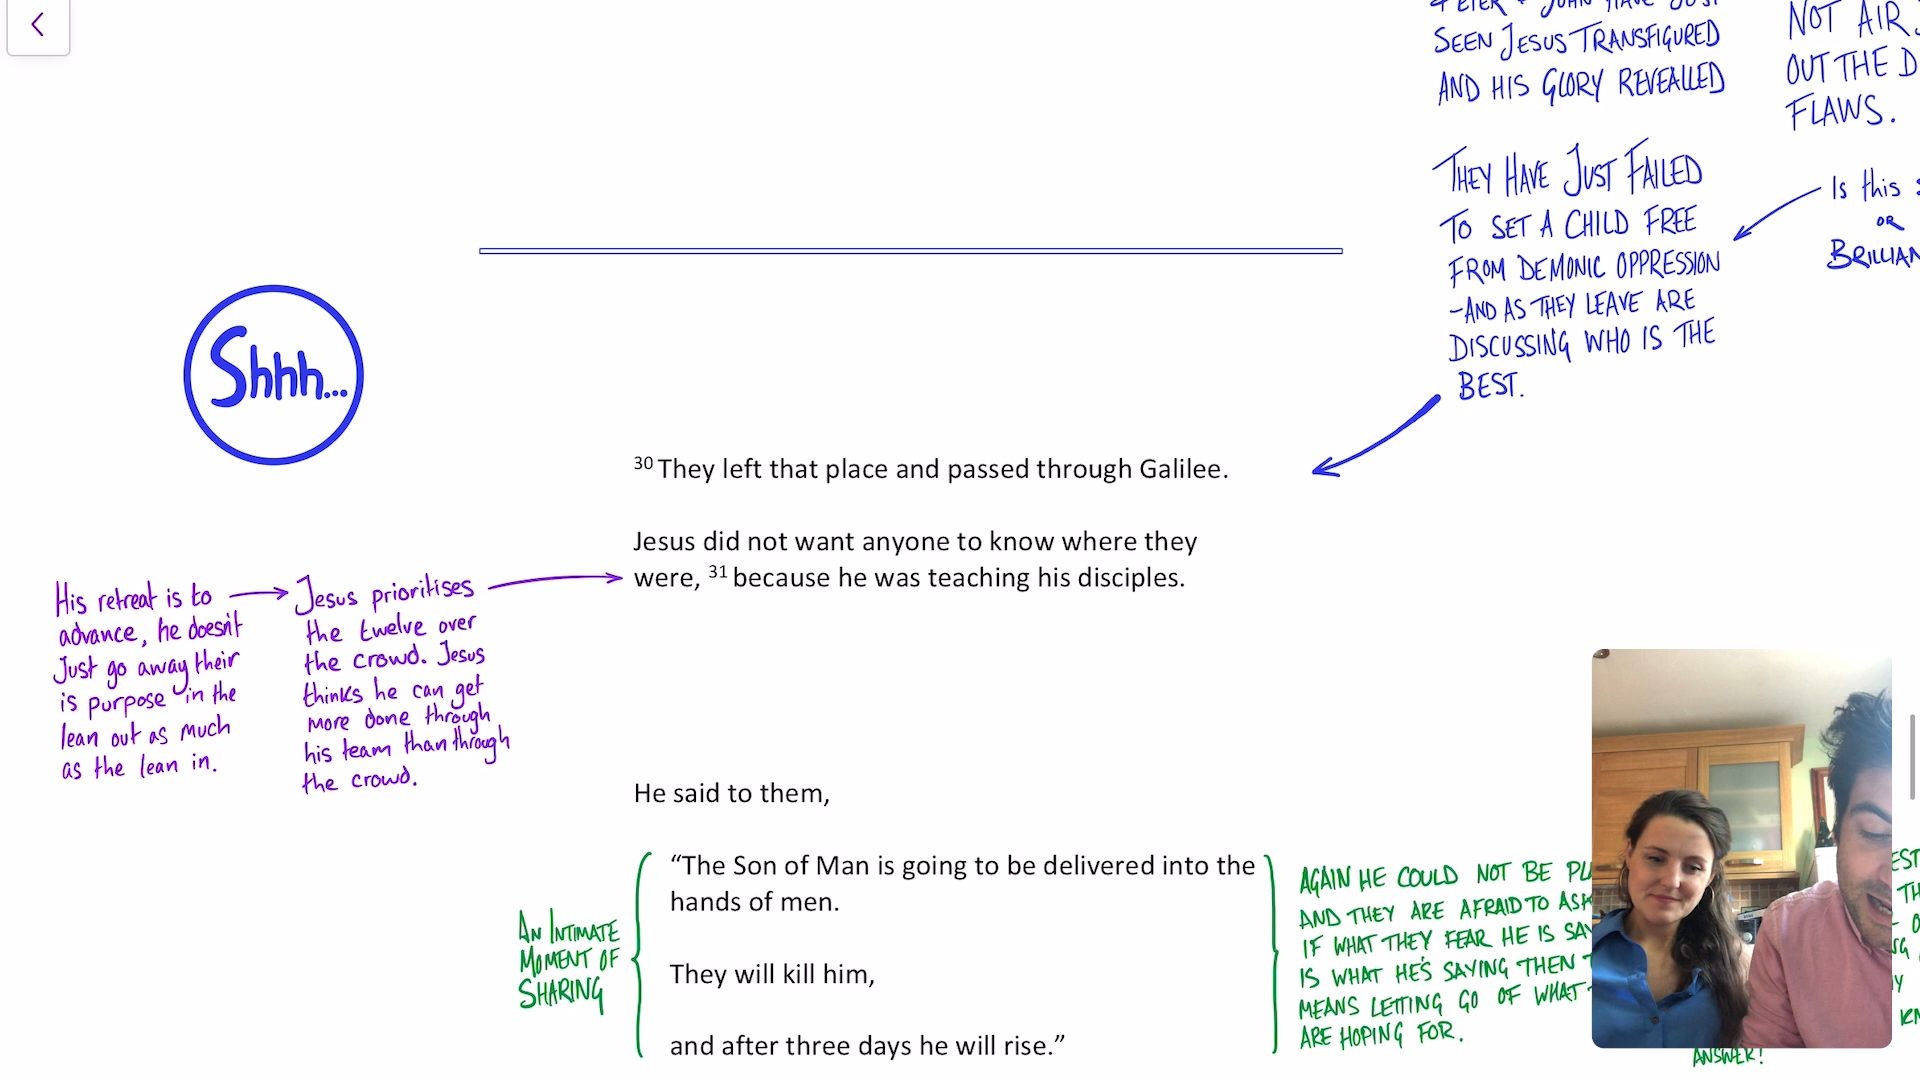 SEEN JESUS TRANSFIGURED
AND HIS GLORY REVEALLED
NOT AIR
OUT THE D
FLAWS.
THEY HAVE JUST FAILED
TO SET A CHILD FREE
FROM DEMONIC OPPRESSION
-AND AS THEY LEAVE ARE
DISCUSSING WHO IS THE
BEST.
Is this
OR
BRILLIAN
Shhh...
30 They left that place and passed through Galilee.
Jesus did not want anyone to know where they
were, 31 because he was teaching his disciples.
His retreat is to
advance, he doesn't
Just go away their
is purpose in the
lean out as much
as the lean in.
Jesus prioritises
the twelve over
the crowd. Jesus
thinks he can get
more done through
his team than through
the crowd.
He said to them,
AN INTIMATE
MOMENT OF
SHARING
“The Son of Man is going to be delivered into the
hands of men.
They will kill him,
and after three days he will rise.”
AGAIN HE COULD NOT BE PL
AND THEY ARE AFRAID TO ASK
IF WHAT THEY FEAR HE IS SAY
IS WHAT HE'S SAYING THEN T
MEANS LETTING GO OF WHAT
ARE HOPING FOR.
ANSWER!